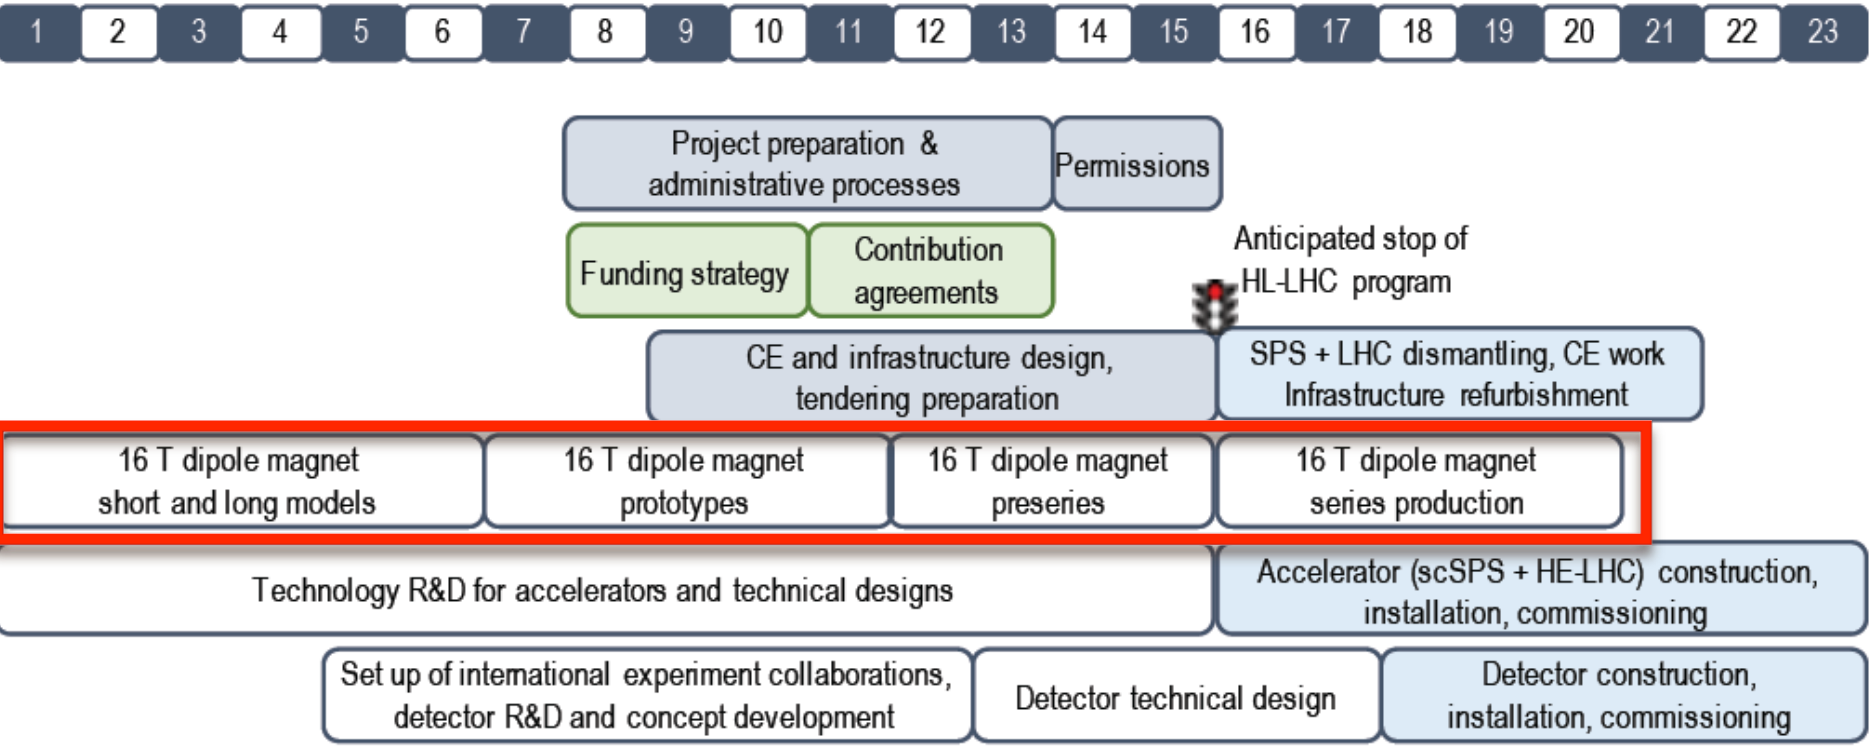 1 2 3 4 5 6 7 8 9 10 11 12 13 14 15 16 17 18 19 20 21 22 23
Project preparation &
administrative processes
Permissions
Funding strategy
Contribution
agreements
Anticipated stop of
HL-LHC program
CE and infrastructure design,
tendering preparation
SPS + LHC dismantling, CE work
Infrastructure refurbishment
16 T dipole magnet
short and long models
16 T dipole magnet
prototypes
16 T dipole magnet
preseries
16 T dipole magnet
series production
Technology R&D for accelerators and technical designs
Accelerator (scSPS + HE-LHC) construction,
installation, commissioning
Set up of international experiment collaborations,
detector R&D and concept development
Detector technical design
Detector construction,
installation, commissioning